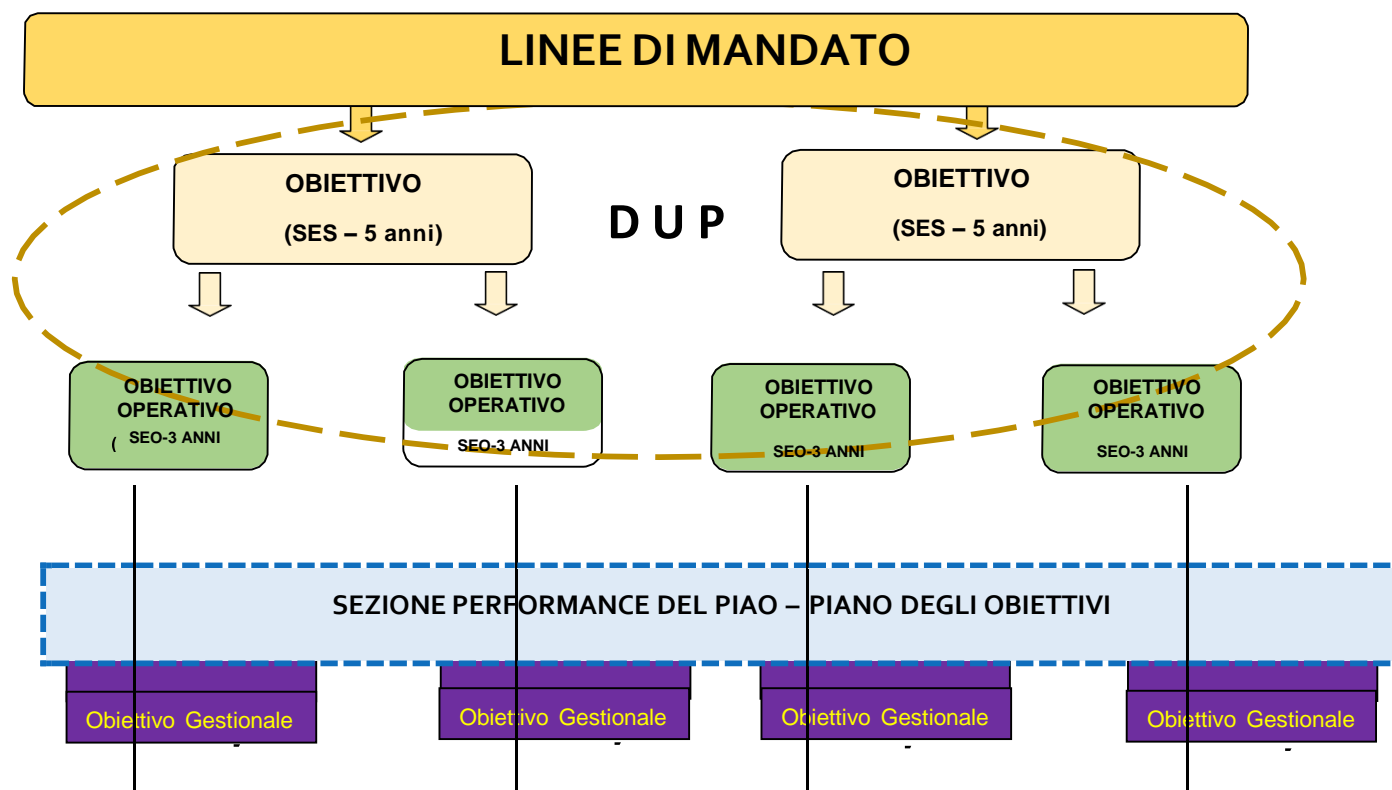 LINEE DI MANDATO
OBIETTIVO
(SES – 5 anni)
D U P
OBIETTIVO
(SES – 5 anni)
OBIETTIVO
OPERATIVO
( SEO-3 ANNI
OBIETTIVO
OPERATIVO
SEO-3 ANNI
OBIETTIVO
OPERATIVO
SEO-3 ANNI
OBIETTIVO
OPERATIVO
SEO-3 ANNI
SEZIONE PERFORMANCE DEL PIAO – PIANO DEGLI OBIETTIVI
Obiettivo Gestionale
Obiettivo Gestionale
Obiettivo Gestionale
Obiettivo Gestionale